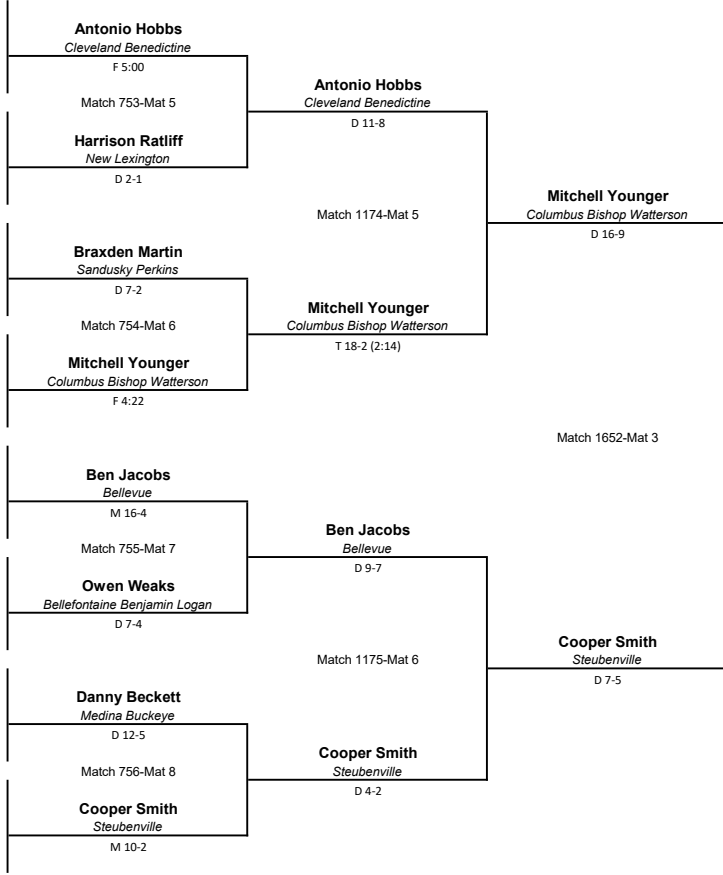 Antonio Hobbs
Cleveland Benedictine
F 5:00
Match 753-Mat 5
Harrison Ratliff
New Lexington
D 2-1
Braxden Martin
Sandusky Perkins
D 7-2
Match 754-Mat 6
Mitchell Younger
Columbus Bishop Watterson
F 4:22
Ben Jacobs
Bellevue
M 16-4
Match 755-Mat 7
Owen Weaks
Bellefontaine Benjamin Logan
D 7-4
Danny Beckett
Medina Buckeye
D 12-5
Match 756-Mat 8
Cooper Smith
Steubenville
M 10-2
Antonio Hobbs
Cleveland Benedictine
D 11-8
Match 1174-Mat 5
Mitchell Younger
Columbus Bishop Watterson
T 18-2 (2:14)
Ben Jacobs
Bellevue
D 9-7
Match 1175-Mat 6
Cooper Smith
Steubenville
D 4-2
Mitchell Younger
Columbus Bishop Watterson
D 16-9
Match 1652-Mat 3
Cooper Smith
Steubenville
D 7-5